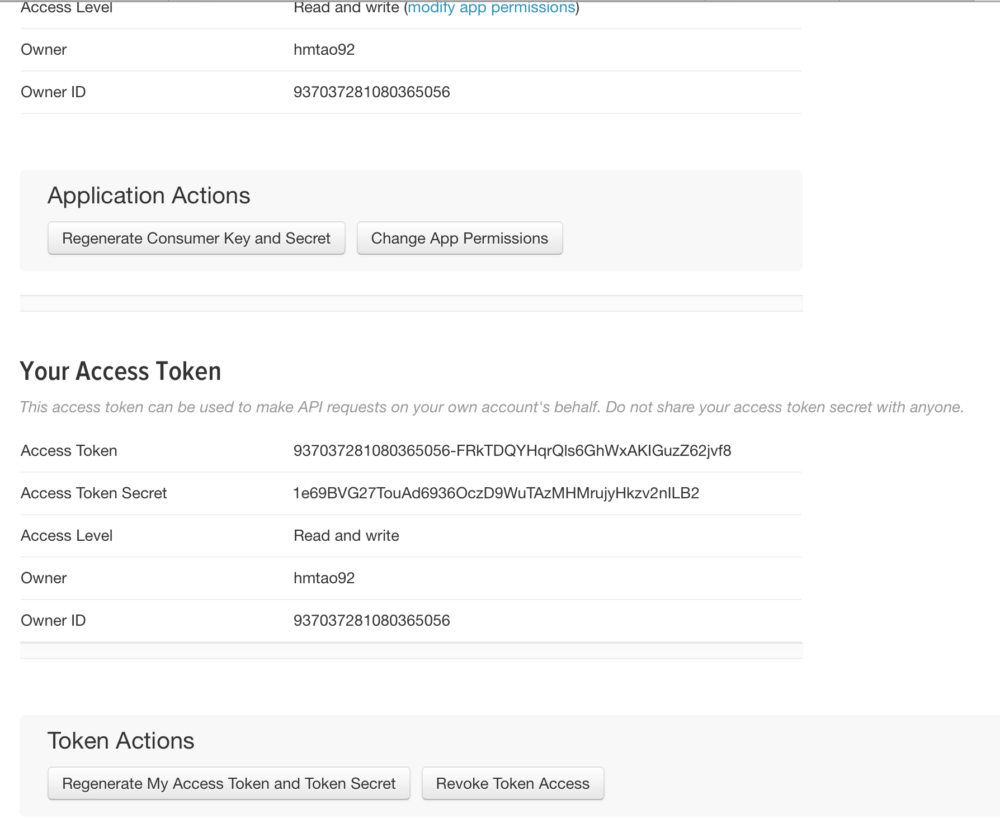 Access Level Read and write (modify app permissions)
Owner hmtao92
Owner ID 937037281080365056
Application Actions
Regenerate Consumer Key and Secret Change App Permissions
Your Access Token
This access token can be used to make API requests on your own account's behalf. Do not share your access token secret with anyone.
Access Token
Access Token Secret
Access Level Read and write
Owner hmtao92
Owner ID 937037281080365056
Token Actions
Regenerate My Access Token and Token Secret Revoke Token Access